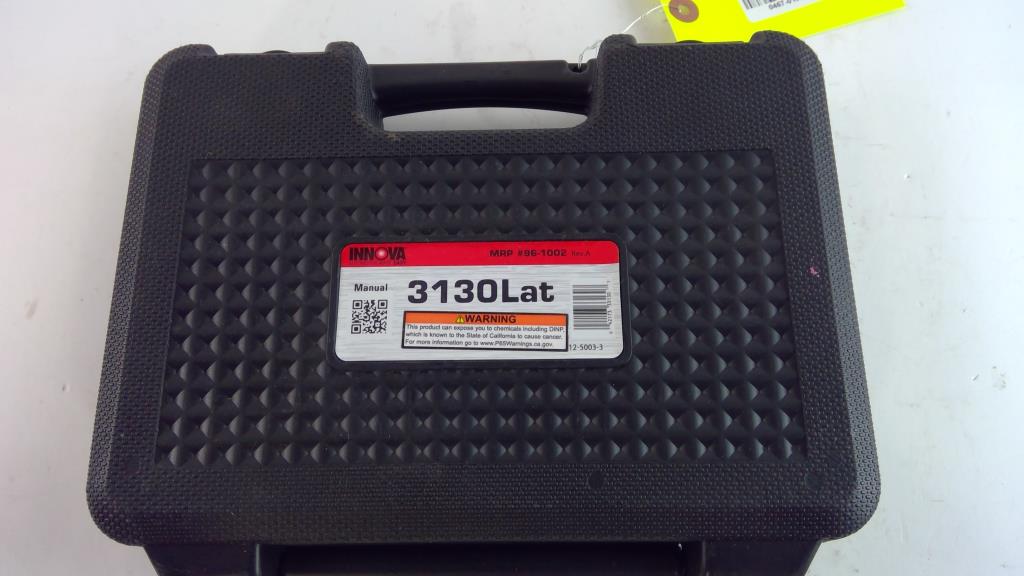 INNOVA
MRP #96-1002 Rev.A
Manual
3130Lat
WARNING
This product can expose you to chemicals including DINP,
which is known to the State of California to cause cancer.
For more information go to www.P65Warnings.ca.gov.
12-5003-3